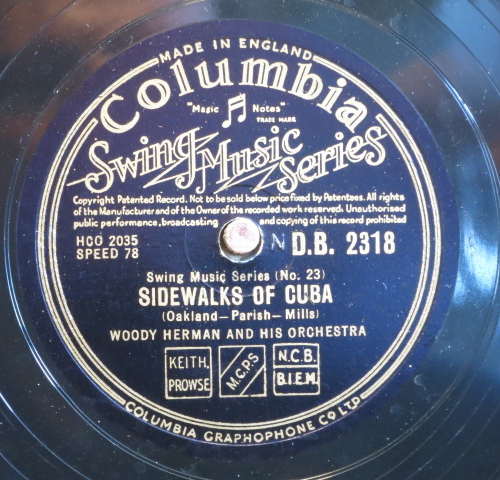 MADE IN ENGLAND
Columbia
"Magic Notes"
TRADE MARK
Swing Music Series
Copyright Patented Record. Not to be sold below price fixed by Patentees. All rights
of the Manufacturer and of the Owner of the recorded work reserved. Unauthorised
public performance, broadcasting and copying of this record prohibited
HCO 2035
SPEED 78
N D.B. 2318
Swing Music Series (No. 23)
SIDEWALKS OF CUBA
(Oakland-Parish-Mills)
WOODY HERMAN AND HIS ORCHESTRA
KEITH,
PROWSE
M.C.P.S
N.C.B.
B.I.E.M.
COLUMBIA GRAPHOPHONE CO LTD